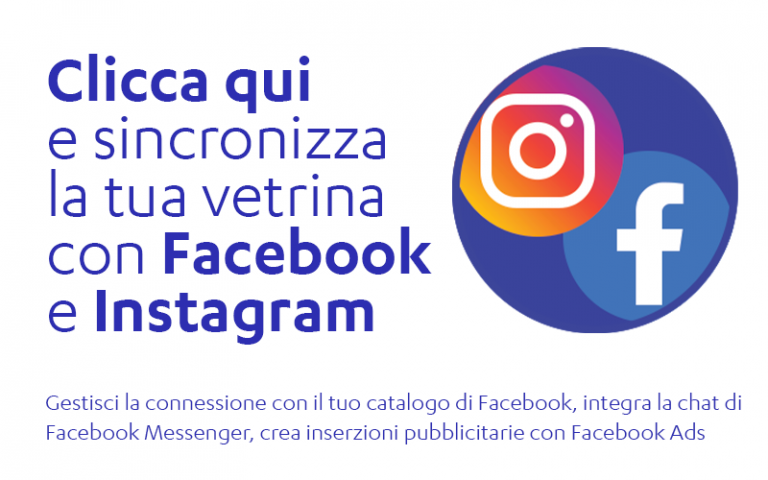 Clicca qui
e sincronizza
la tua vetrina
con Facebook
e Instagram
Gestisci la connessione con il tuo catalogo di Facebook, integra la chat di
Facebook Messenger, crea inserzioni pubblicitarie con Facebook Ads